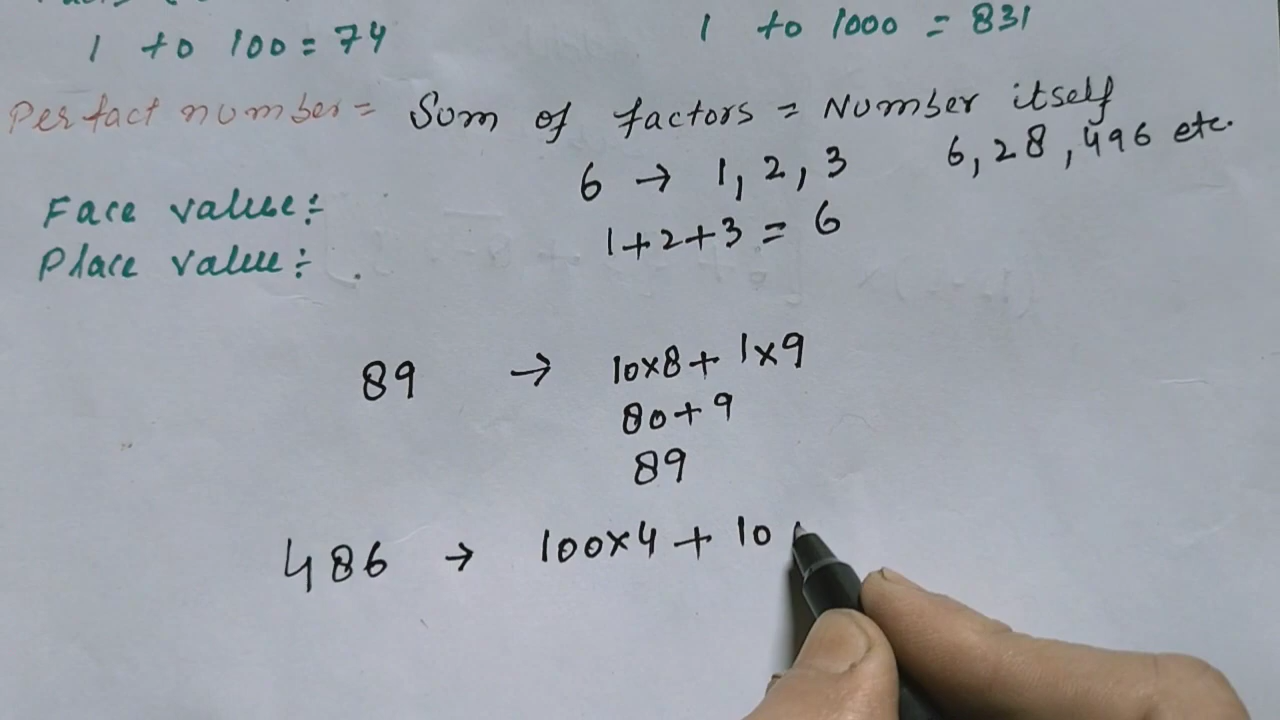 1 to 100 = 74
1 to 1000 = 831
Perfact number = Sum of factors = Number itself
6 → 1, 2, 3 6, 28, 496 etc.
Face value :-
1+2+3 = 6
Place value :-
89 → 10×8 + 1×9
80+9
89
486 → 100×4 + 10